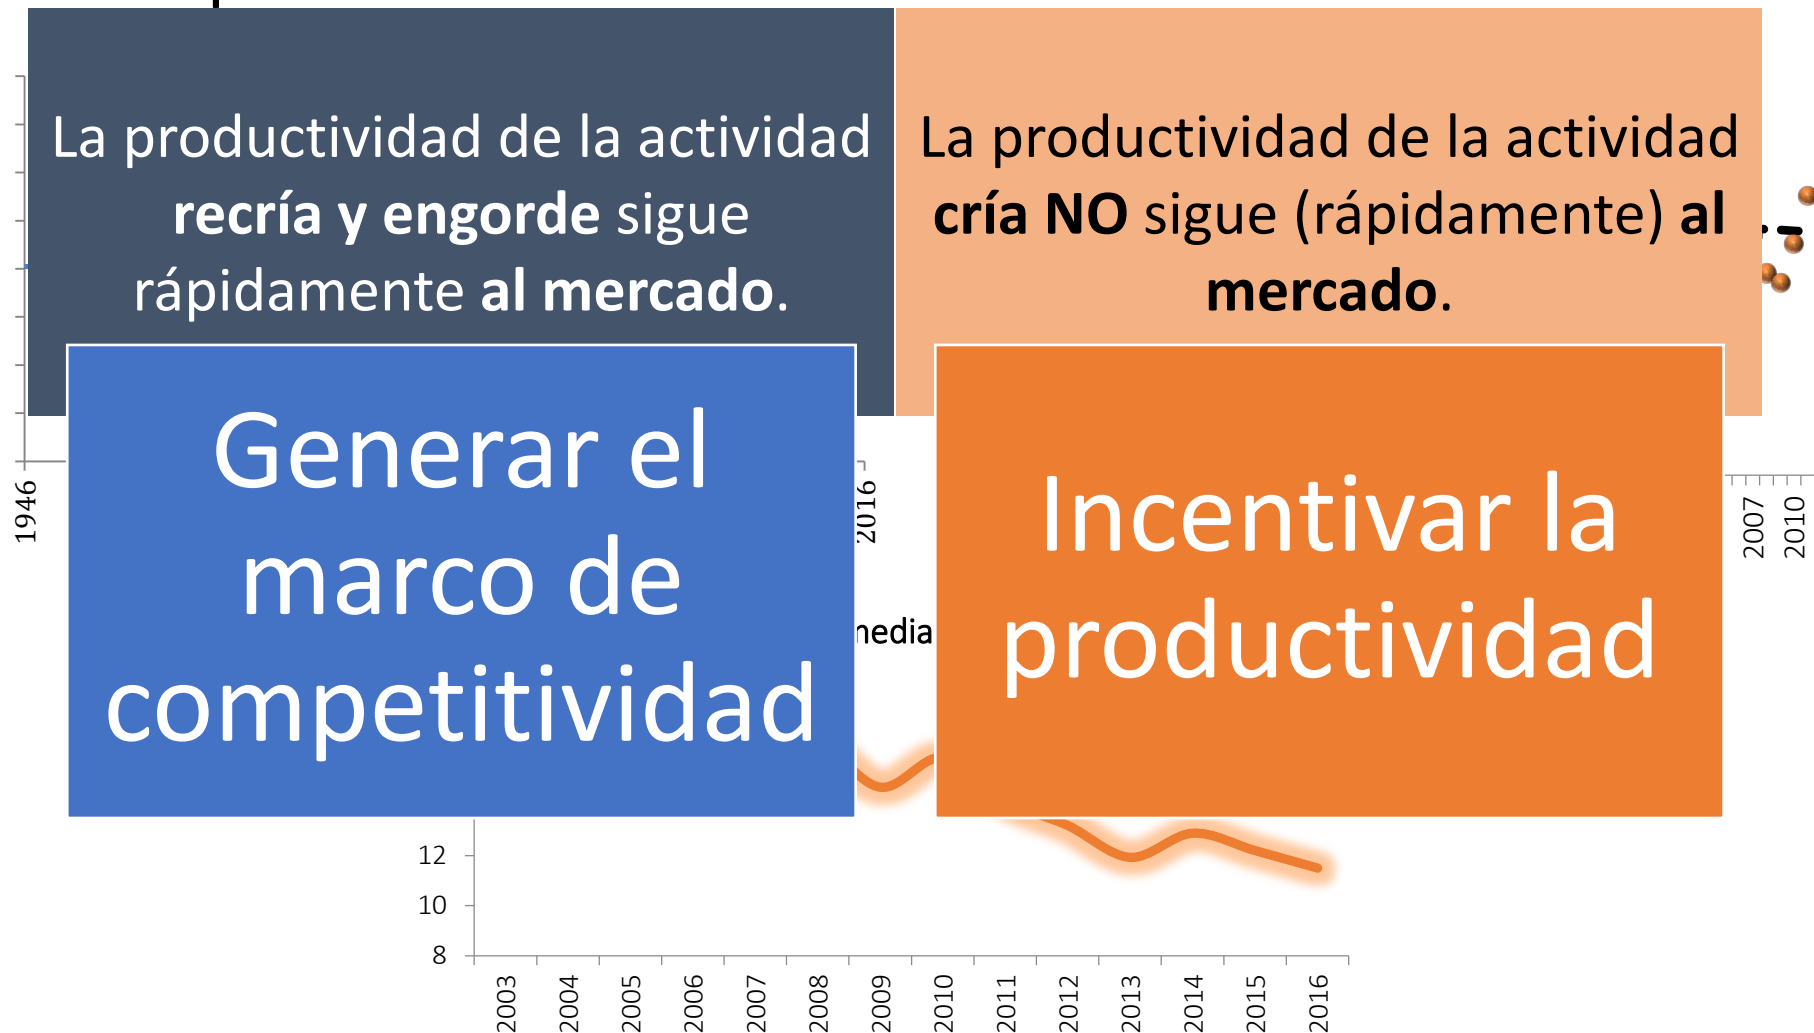 La productividad de la actividad
recría y engorde sigue
rápidamente al mercado.
La productividad de la actividad
cría NO sigue (rápidamente) al
mercado.
Generar el
marco de
competitividad
Incentivar la
productividad
1946
2016
2007
2010
12
10
8
2003
2004
2005
2006
2007
2008
2009
2010
2011
2012
2013
2014
2015
2016